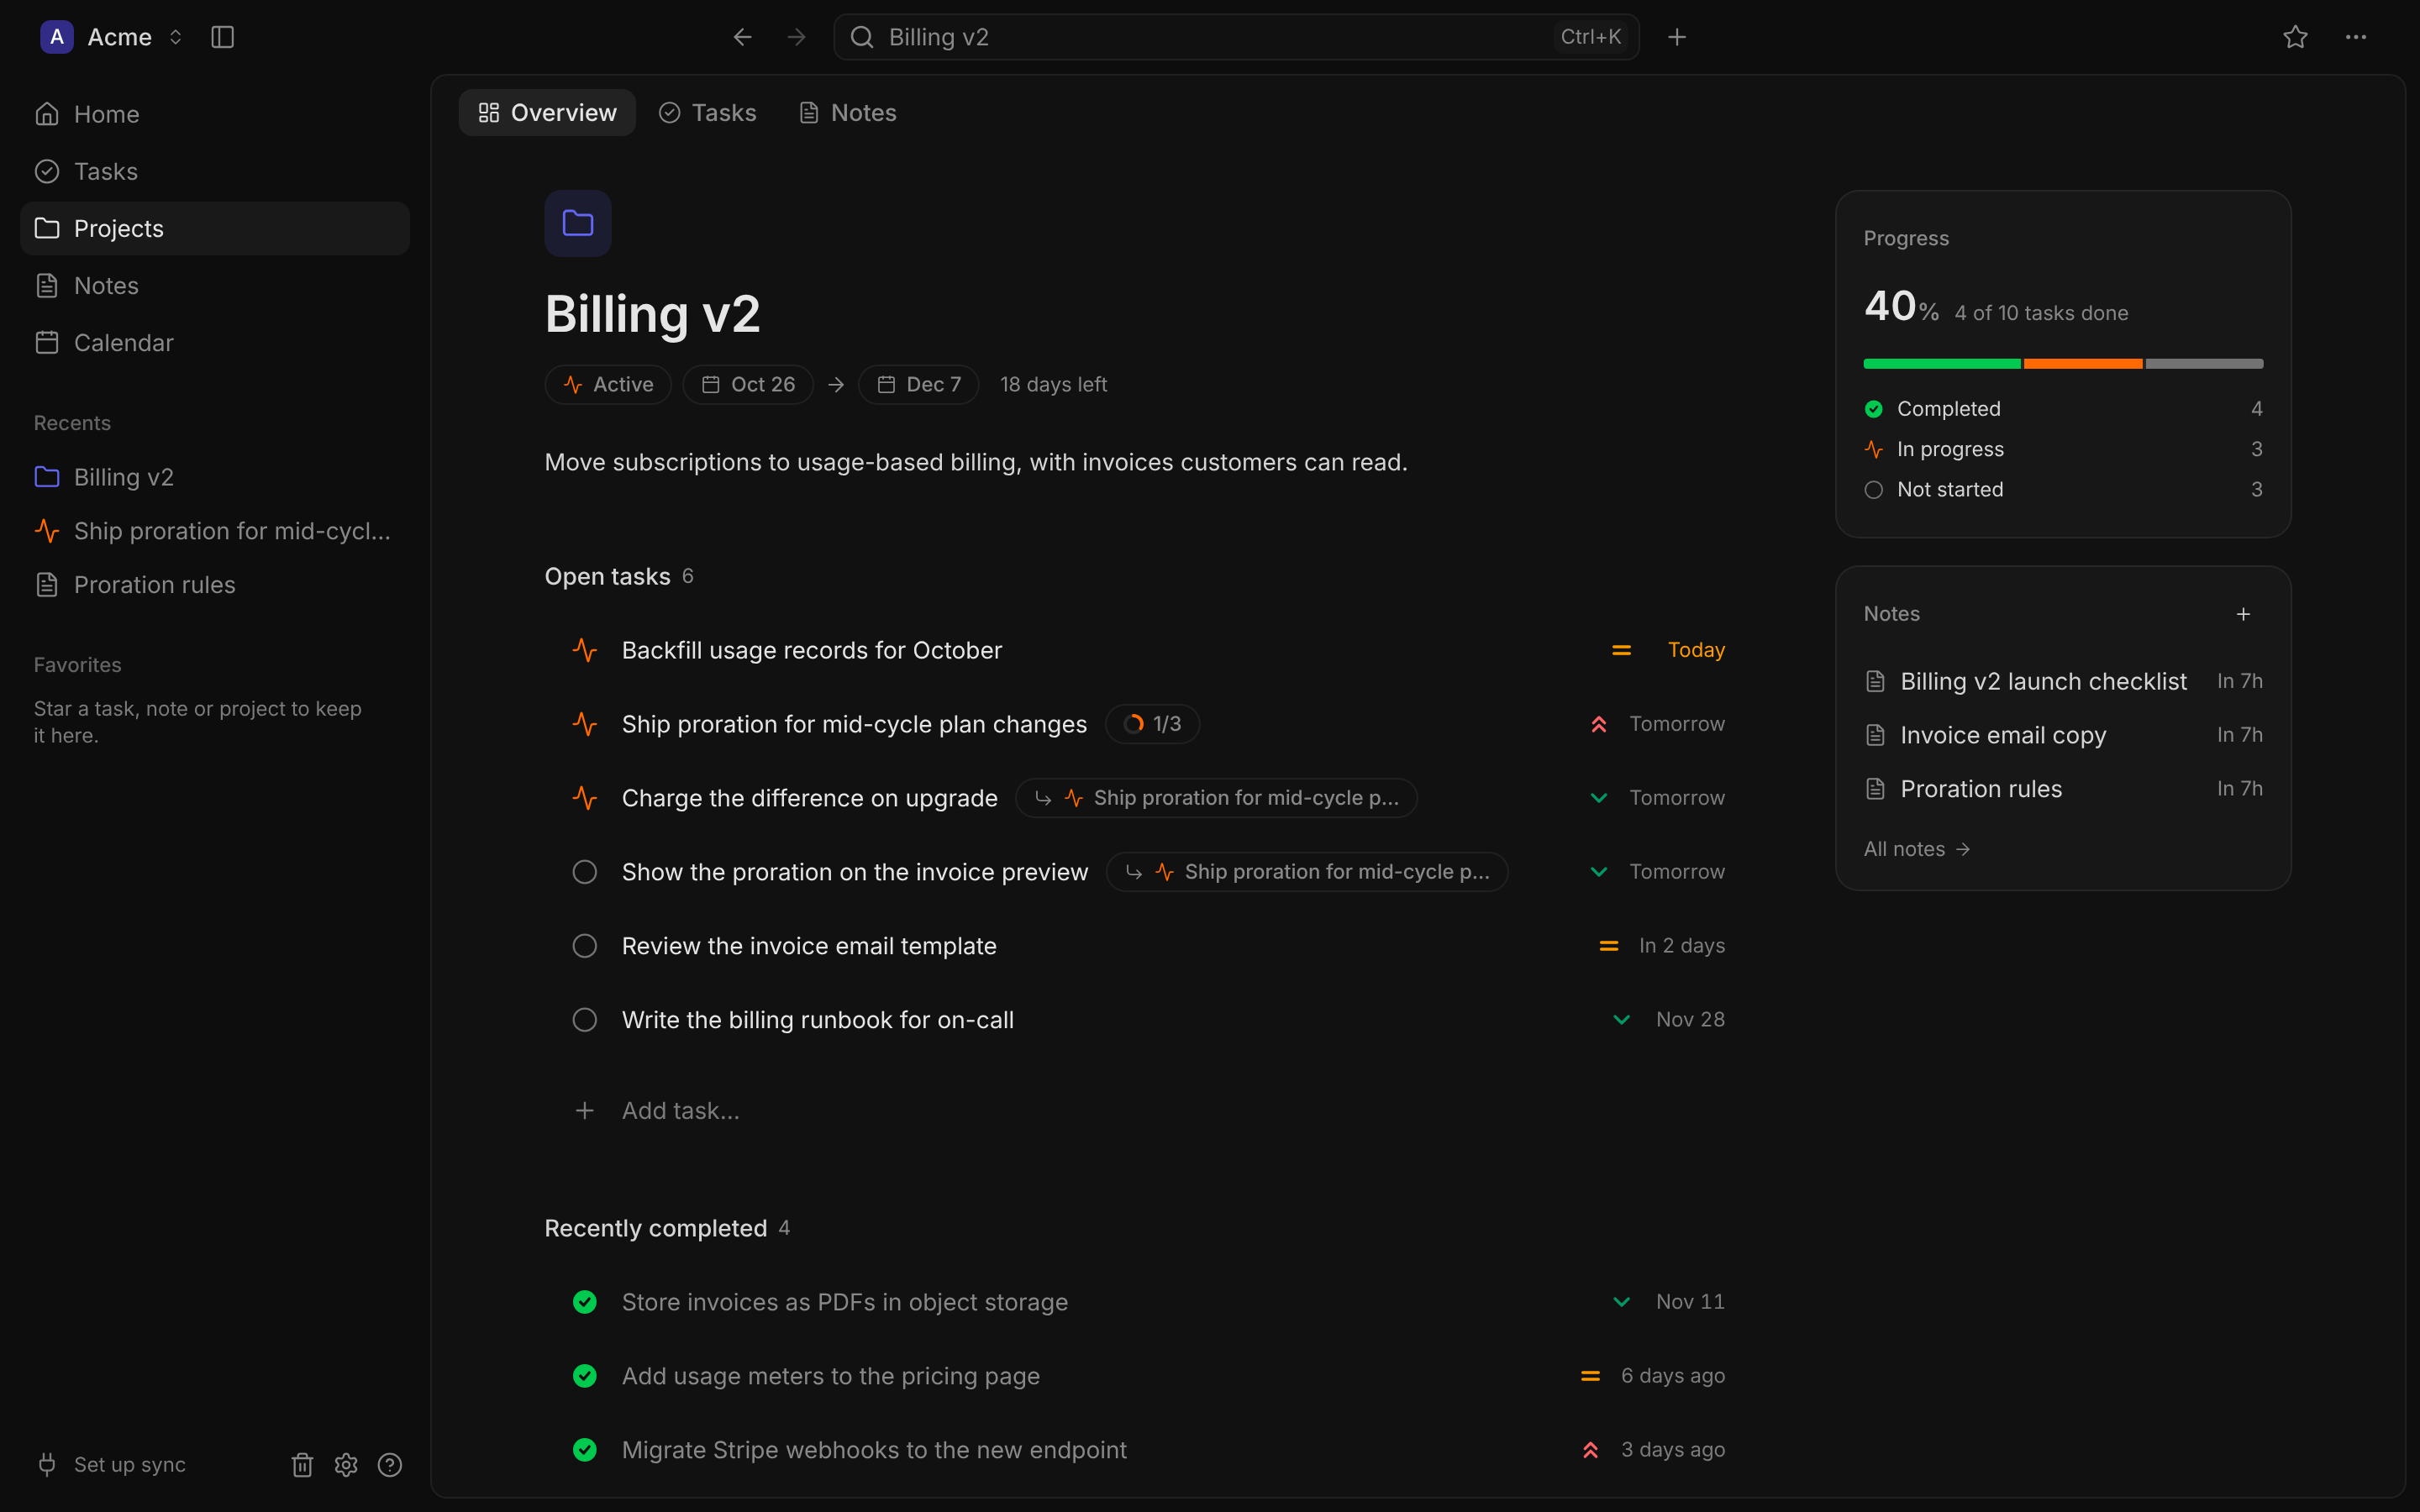 A Acme
Billing v2 Ctrl+K
Home
Tasks
Projects
Notes
Calendar
Recents
Billing v2
Ship proration for mid-cycl...
Proration rules
Favorites
Star a task, note or project to keep
it here.
Set up sync
Overview Tasks Notes
Billing v2
Active Oct 26 Dec 7 18 days left
Move subscriptions to usage-based billing, with invoices customers can read.
Open tasks 6
Backfill usage records for October Today
Ship proration for mid-cycle plan changes 1/3 Tomorrow
Charge the difference on upgrade Ship proration for mid-cycle p... Tomorrow
Show the proration on the invoice preview Ship proration for mid-cycle p... Tomorrow
Review the invoice email template In 2 days
Write the billing runbook for on-call Nov 28
Add task...
Recently completed 4
Store invoices as PDFs in object storage Nov 11
Add usage meters to the pricing page 6 days ago
Migrate Stripe webhooks to the new endpoint 3 days ago
Progress
40% 4 of 10 tasks done
Completed 4
In progress 3
Not started 3
Notes
Billing v2 launch checklist In 7h
Invoice email copy In 7h
Proration rules In 7h
All notes